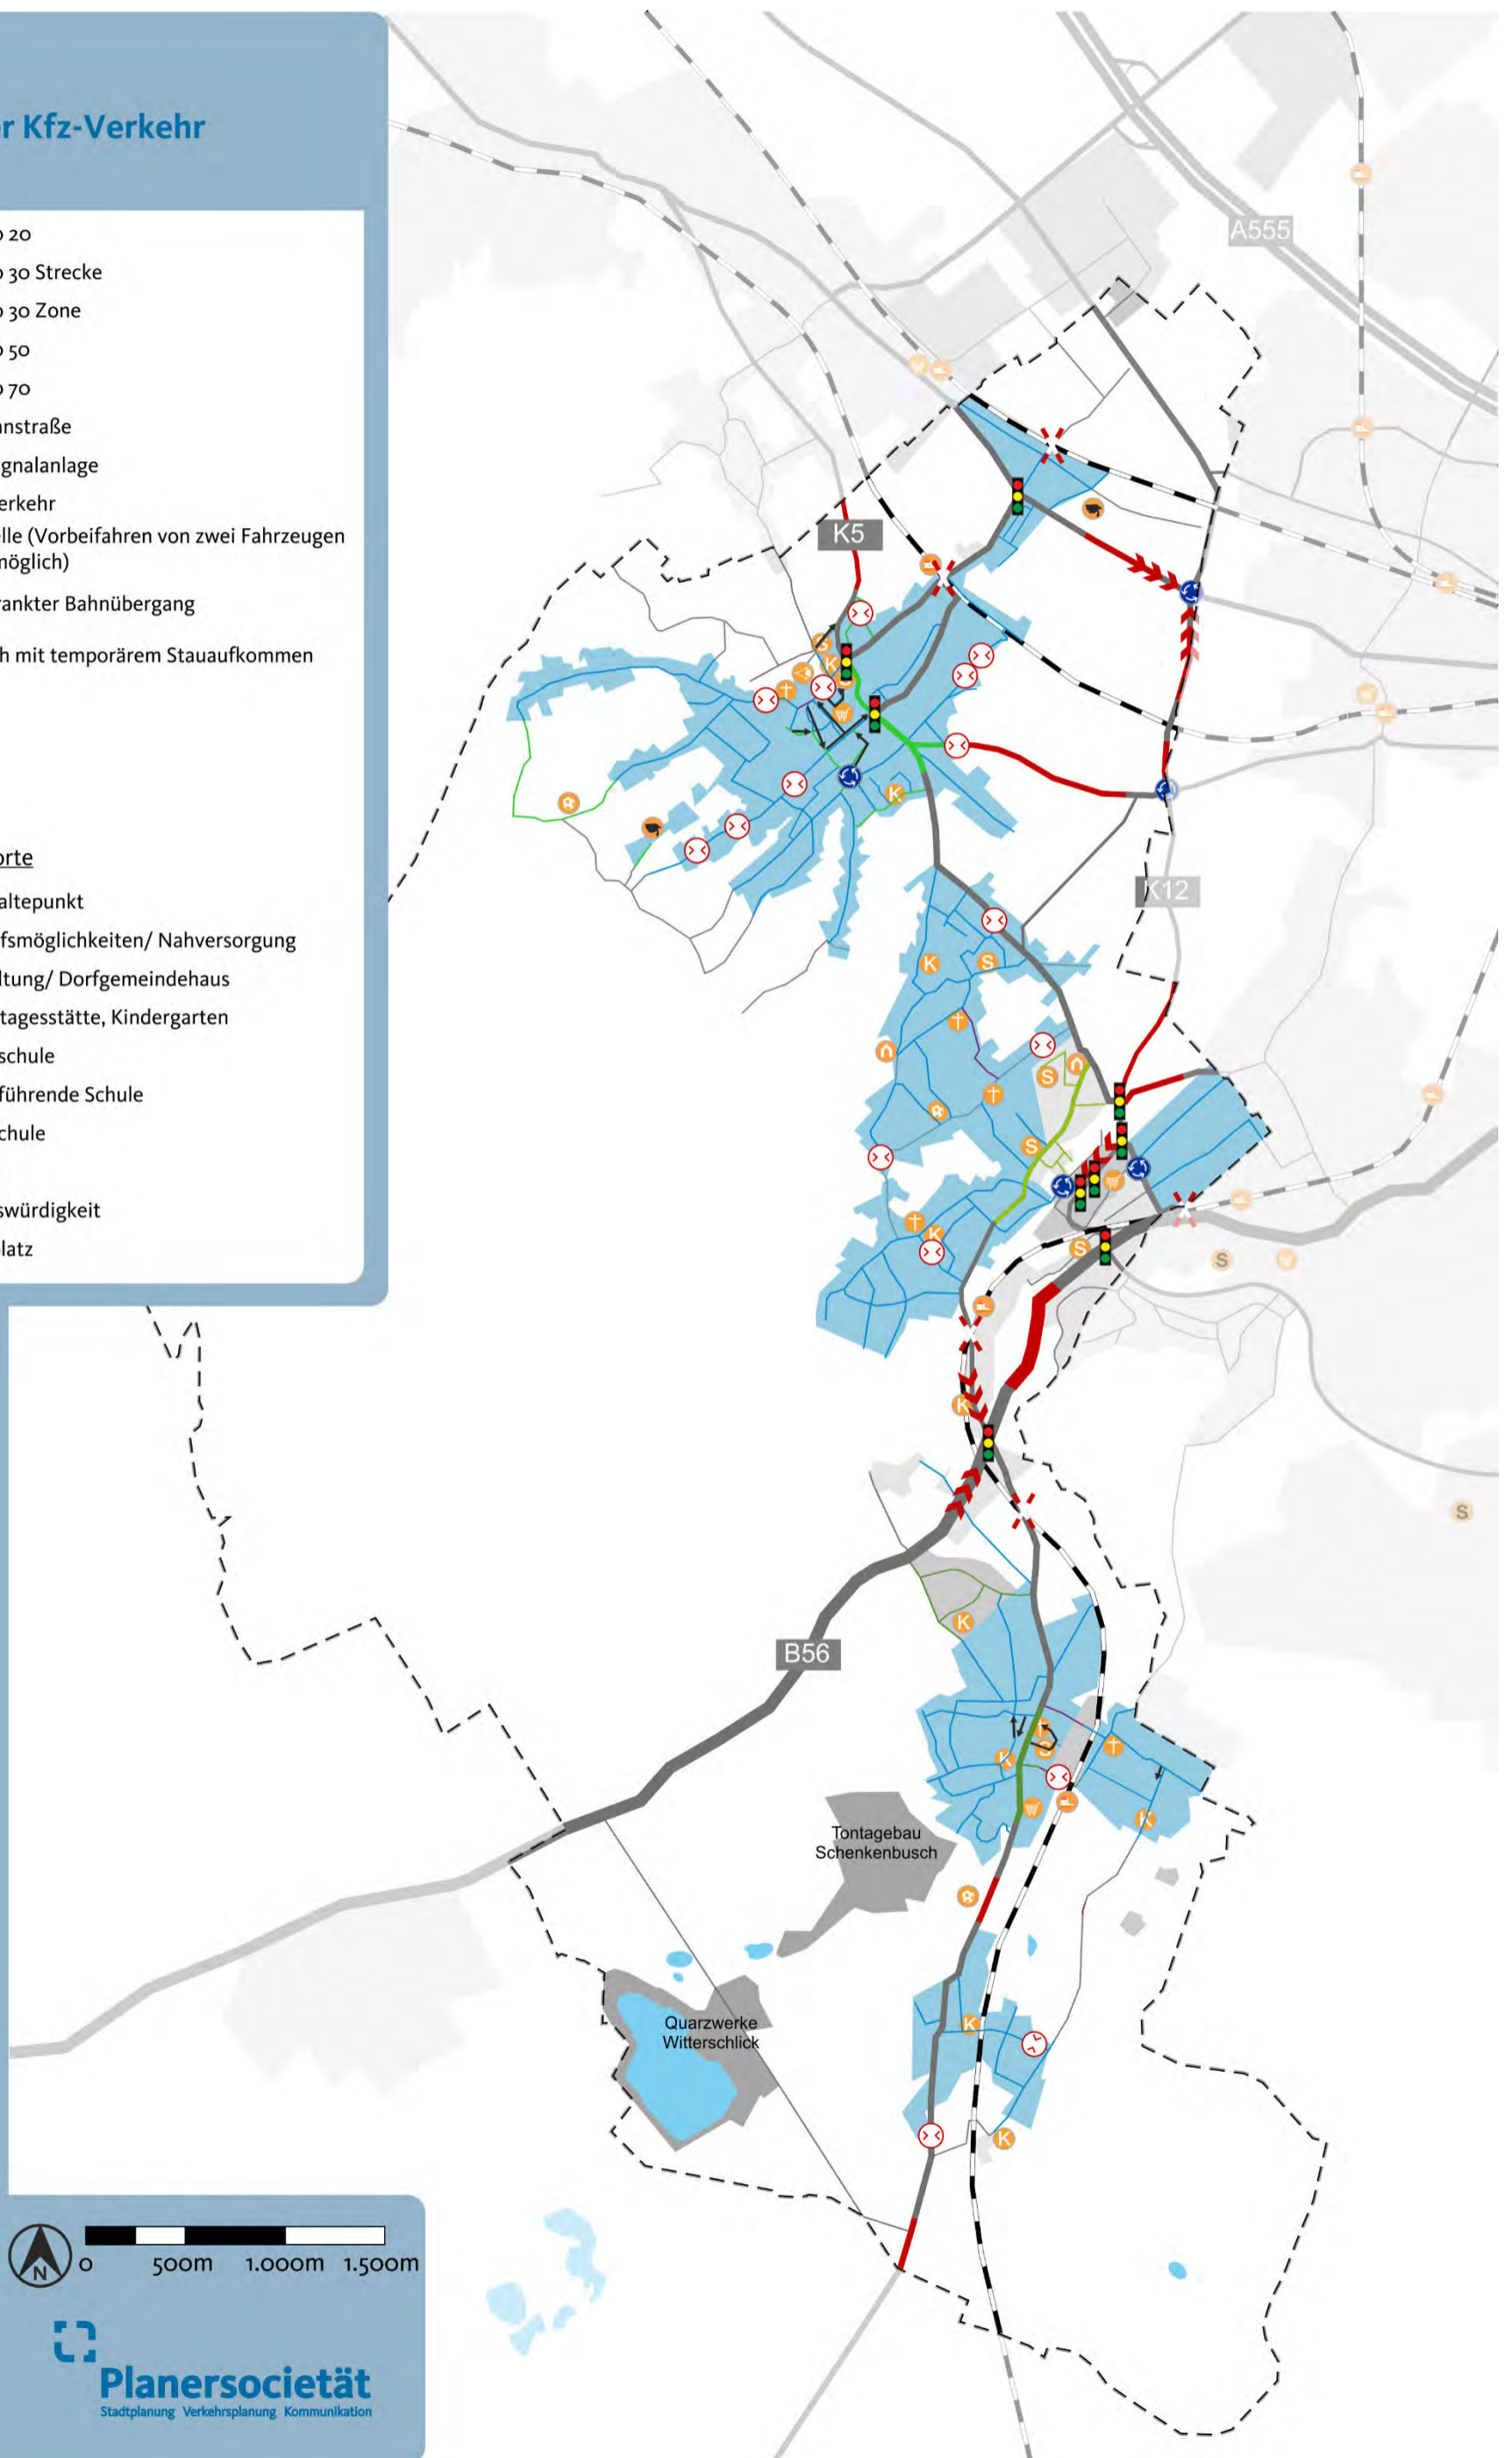 r Kfz-Verkehr
20
30 Strecke
30 Zone
50
70
nstraße
gnalanlage
erkehr
lle (Vorbeifahren von zwei Fahrzeugen
möglich)
rankter Bahnübergang
h mit temporärem Stauaufkommen
orte
altepunkt
fsmöglichkeiten/ Nahversorgung
ltung/ Dorfgemeindehaus
tagesstätte, Kindergarten
schule
führende Schule
chule
swürdigkeit
latz
A555
K5
S
K
S
K
K12
K
S
S
S
K
S
S
K
S
K
B56
S
K
K
Tontagebau
Schenkenbusch
K
Quarzwerke
Witterschlick
K
N
0 500m 1.000m 1.500m
Planersocietät
Stadtplanung Verkehrsplanung Kommunikation